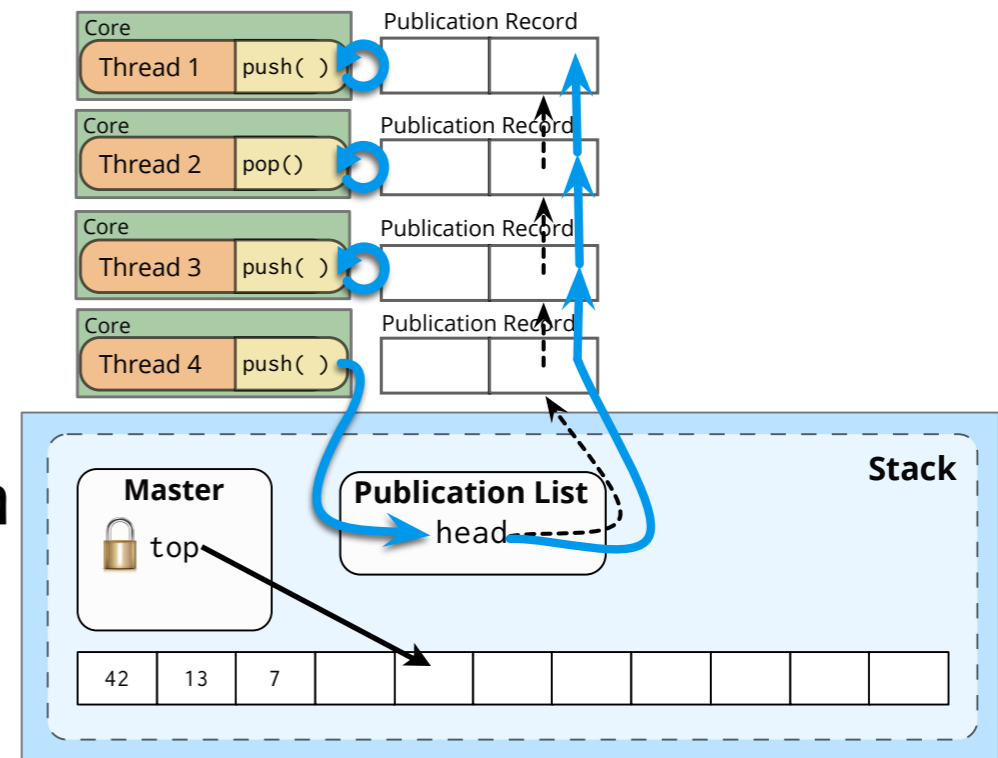 Core
Thread 1 push( )
Publication Record
Core
Thread 2 pop()
Publication Record
Core
Thread 3 push( )
Publication Record
Core
Thread 4 push( )
Publication Record
Stack
Master
top
Publication List
head
42 13 7